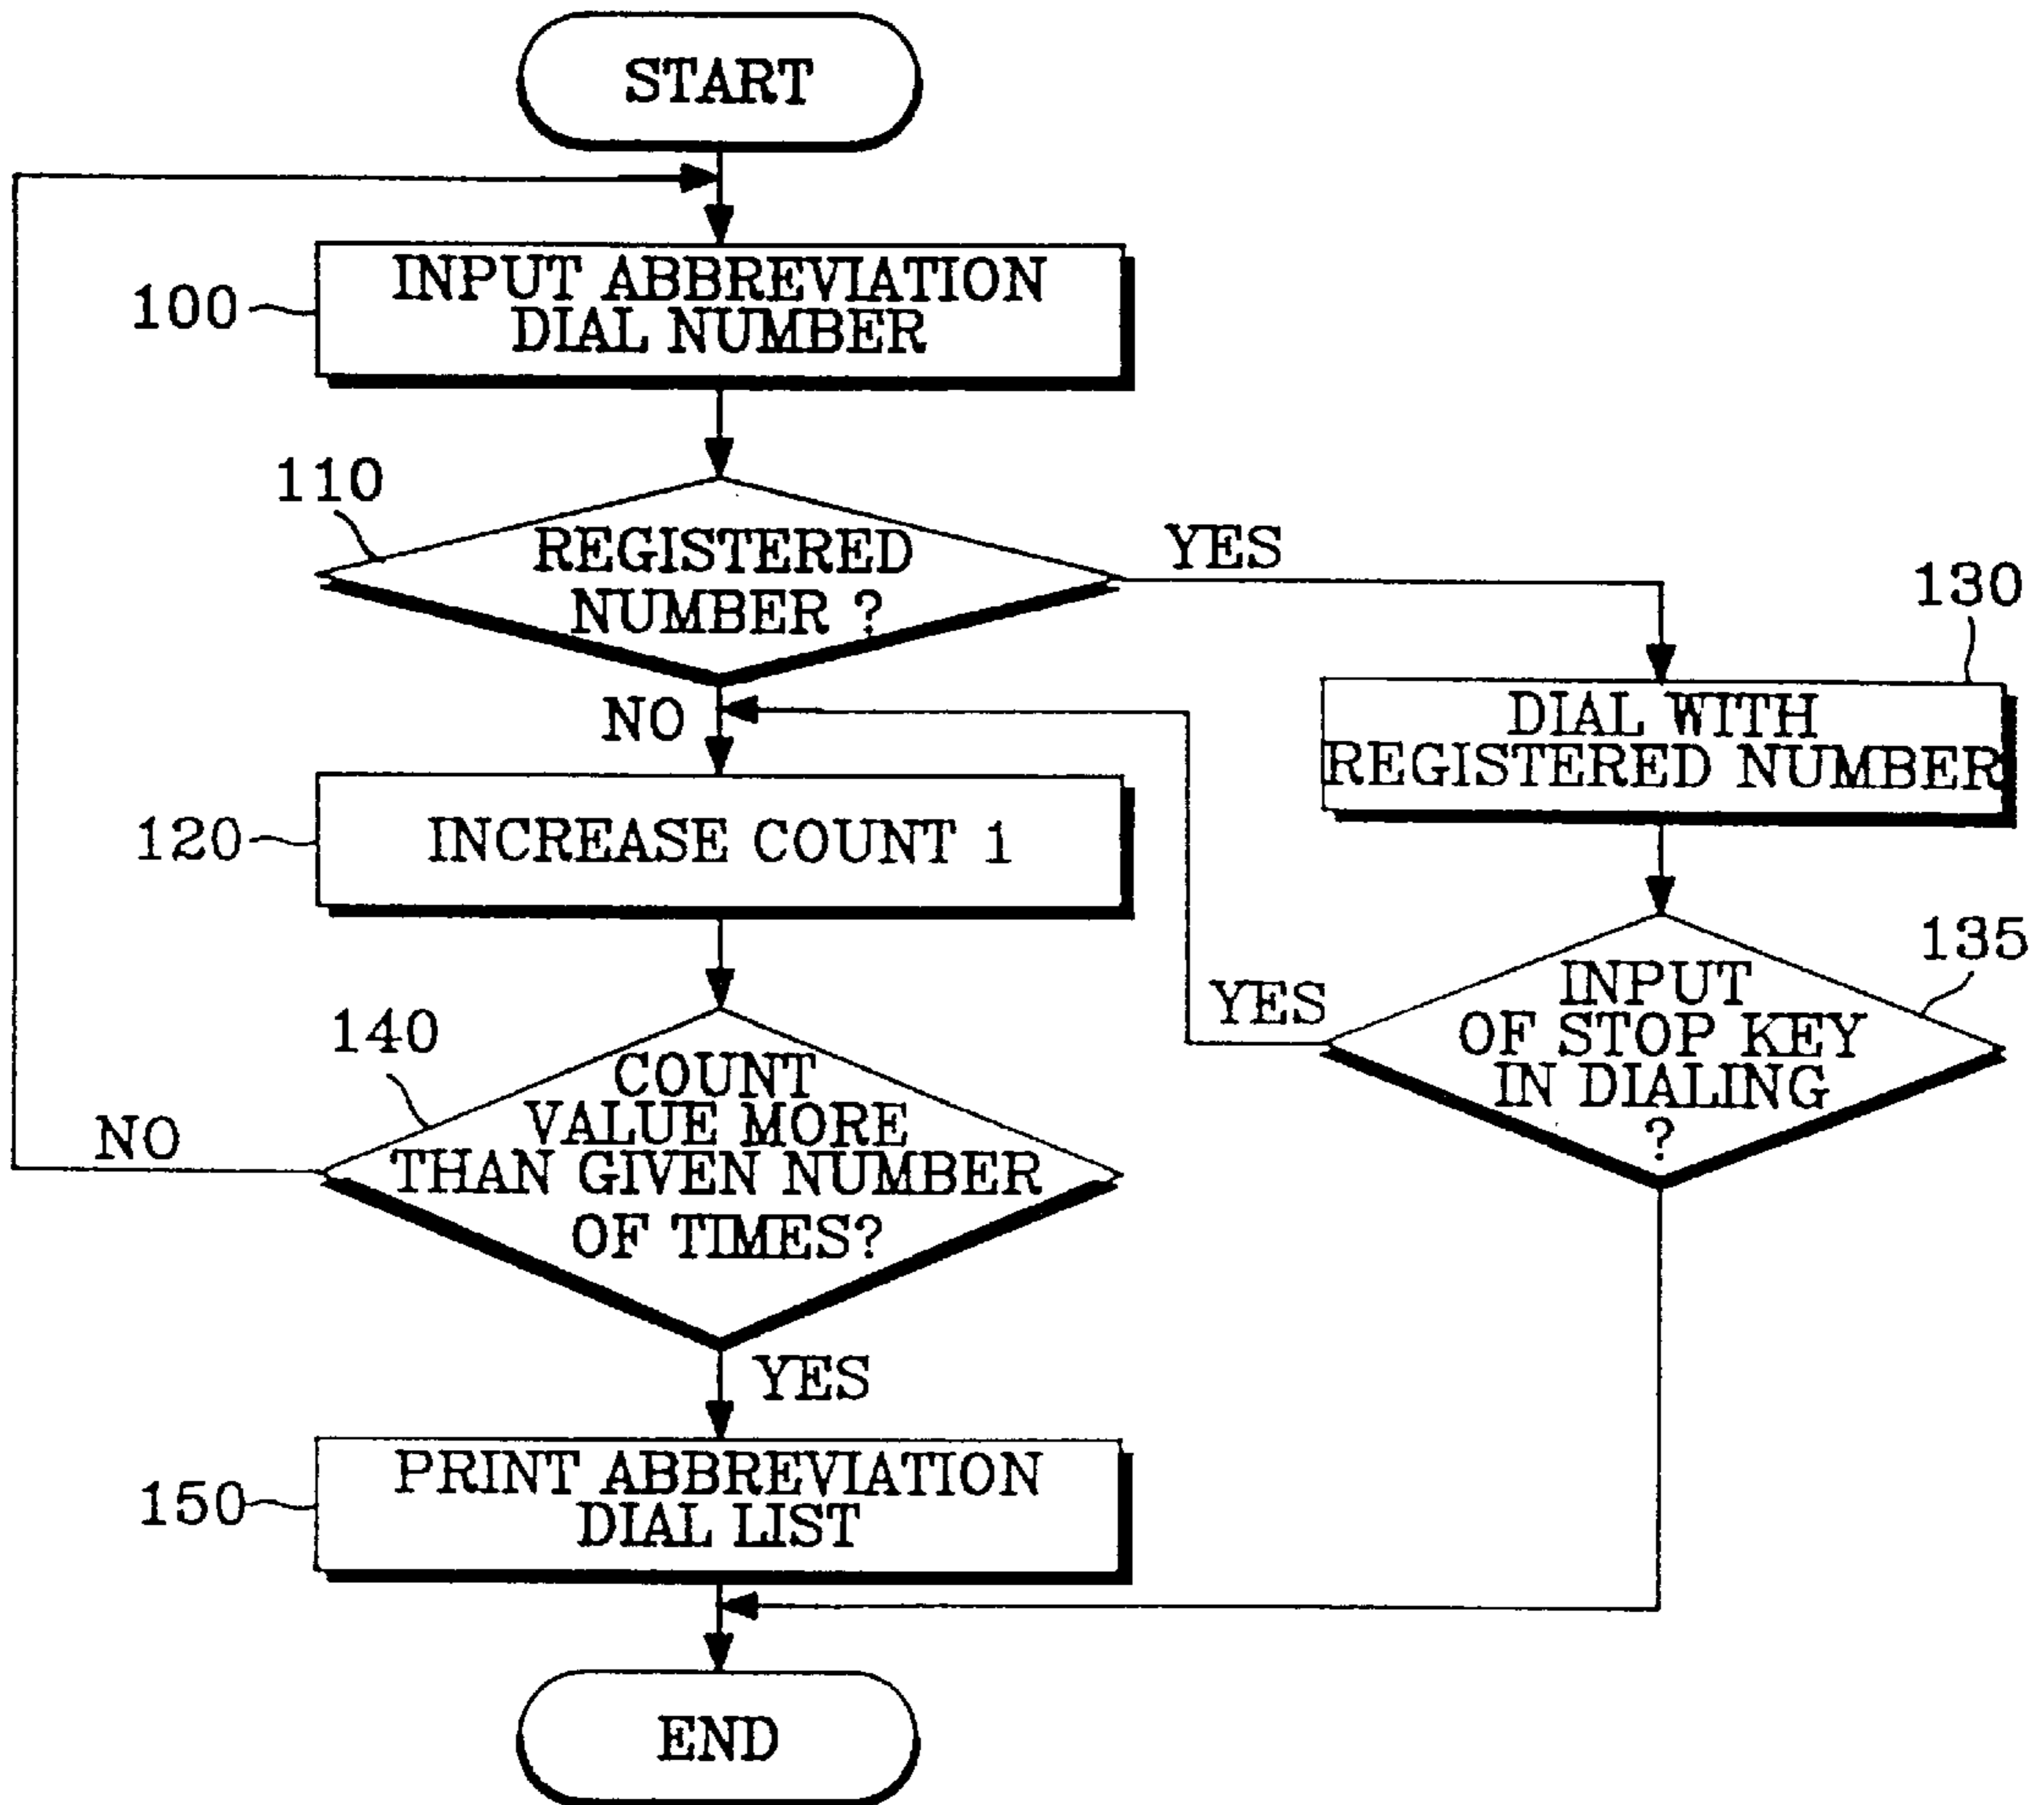 START
100
INPUT ABBREVIATION
DIAL NUMBER
110
REGISTERED
NUMBER ?
YES
NO
130
DIAL WITH
REGISTERED NUMBER
120
INCREASE COUNT 1
135
INPUT
OF STOP KEY
IN DIALING
?
YES
140
COUNT
VALUE MORE
THAN GIVEN NUMBER
OF TIMES?
NO
YES
150
PRINT ABBREVIATION
DIAL LIST
END